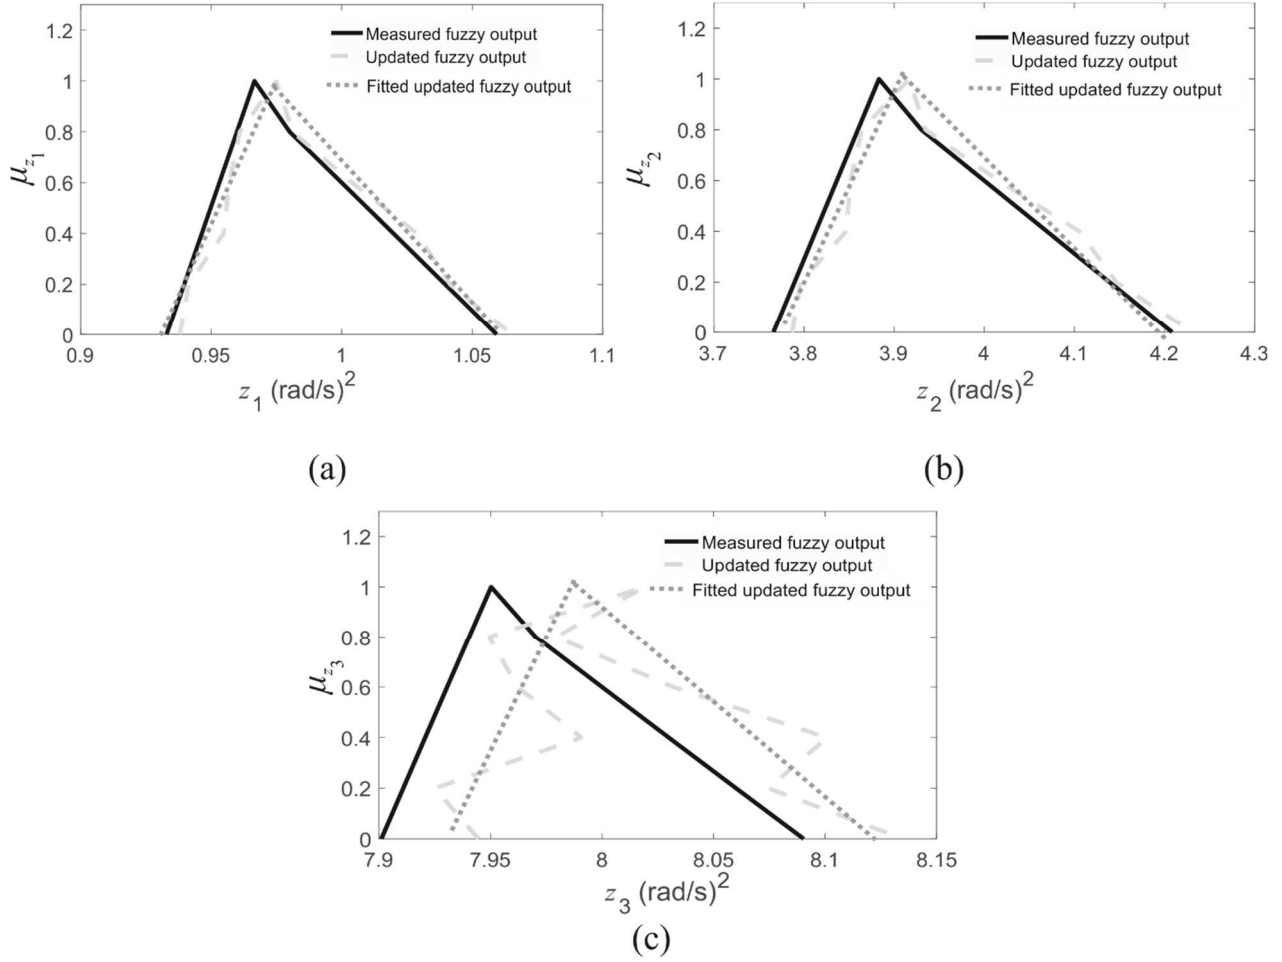 1.2
1
0.8
0.6
0.4
0.2
0
μz1
Measured fuzzy output
Updated fuzzy output
Fitted updated fuzzy output
0.9 0.95 1 1.05 1.1
z1 (rad/s)2
(a)
1.2
1
0.8
0.6
0.4
0.2
0
μz2
Measured fuzzy output
Updated fuzzy output
Fitted updated fuzzy output
3.7 3.8 3.9 4 4.1 4.2 4.3
z2 (rad/s)2
(b)
1.2
1
0.8
0.6
0.4
0.2
0
μz3
Measured fuzzy output
Updated fuzzy output
Fitted updated fuzzy output
7.9 7.95 8 8.05 8.1 8.15
z3 (rad/s)2
(c)